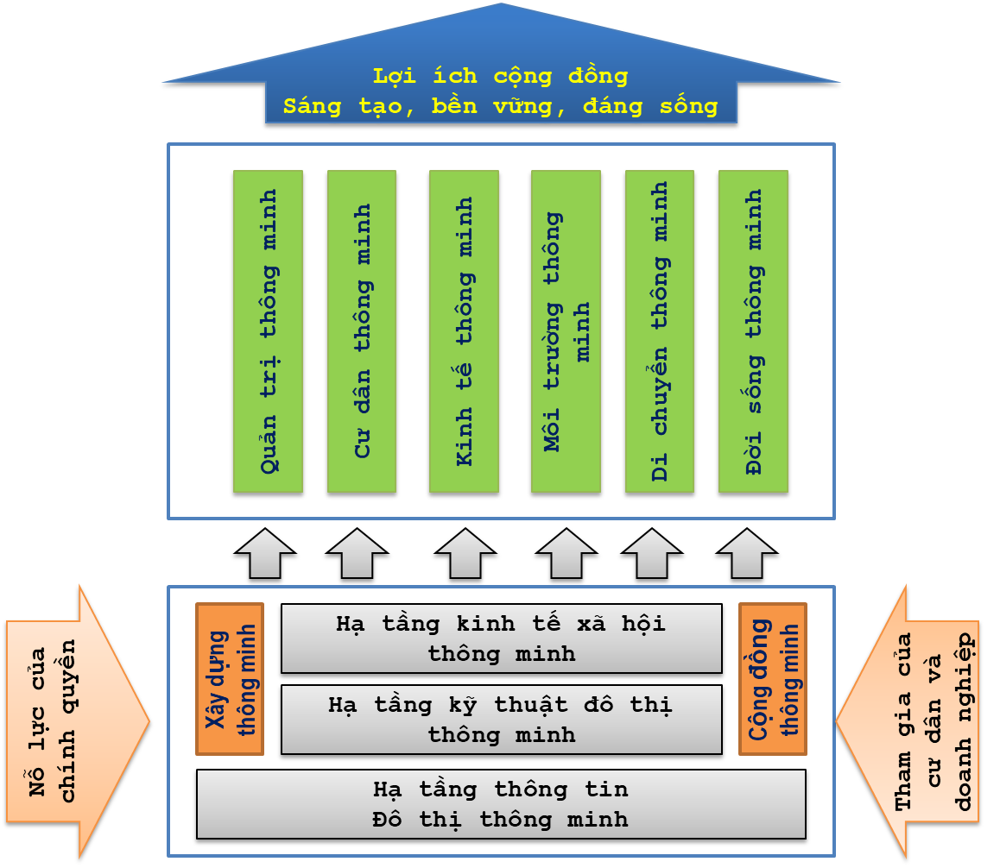 Lợi ích cộng đồng
Sáng tạo, bền vững, đáng sống
Quản trị thông minh
Cư dân thông minh
Kinh tế thông minh
Môi trường thông
minh
Di chuyển thông minh
Đời sống thông minh
Nỗ lực của
chính quyền
Xây dựng
thông minh
Hạ tầng kinh tế xã hội
thông minh
Hạ tầng kỹ thuật đô thị
thông minh
Cộng đồng
thông minh
Hạ tầng thông tin
Đô thị thông minh
Tham gia của
cư dân và
doanh nghiệp